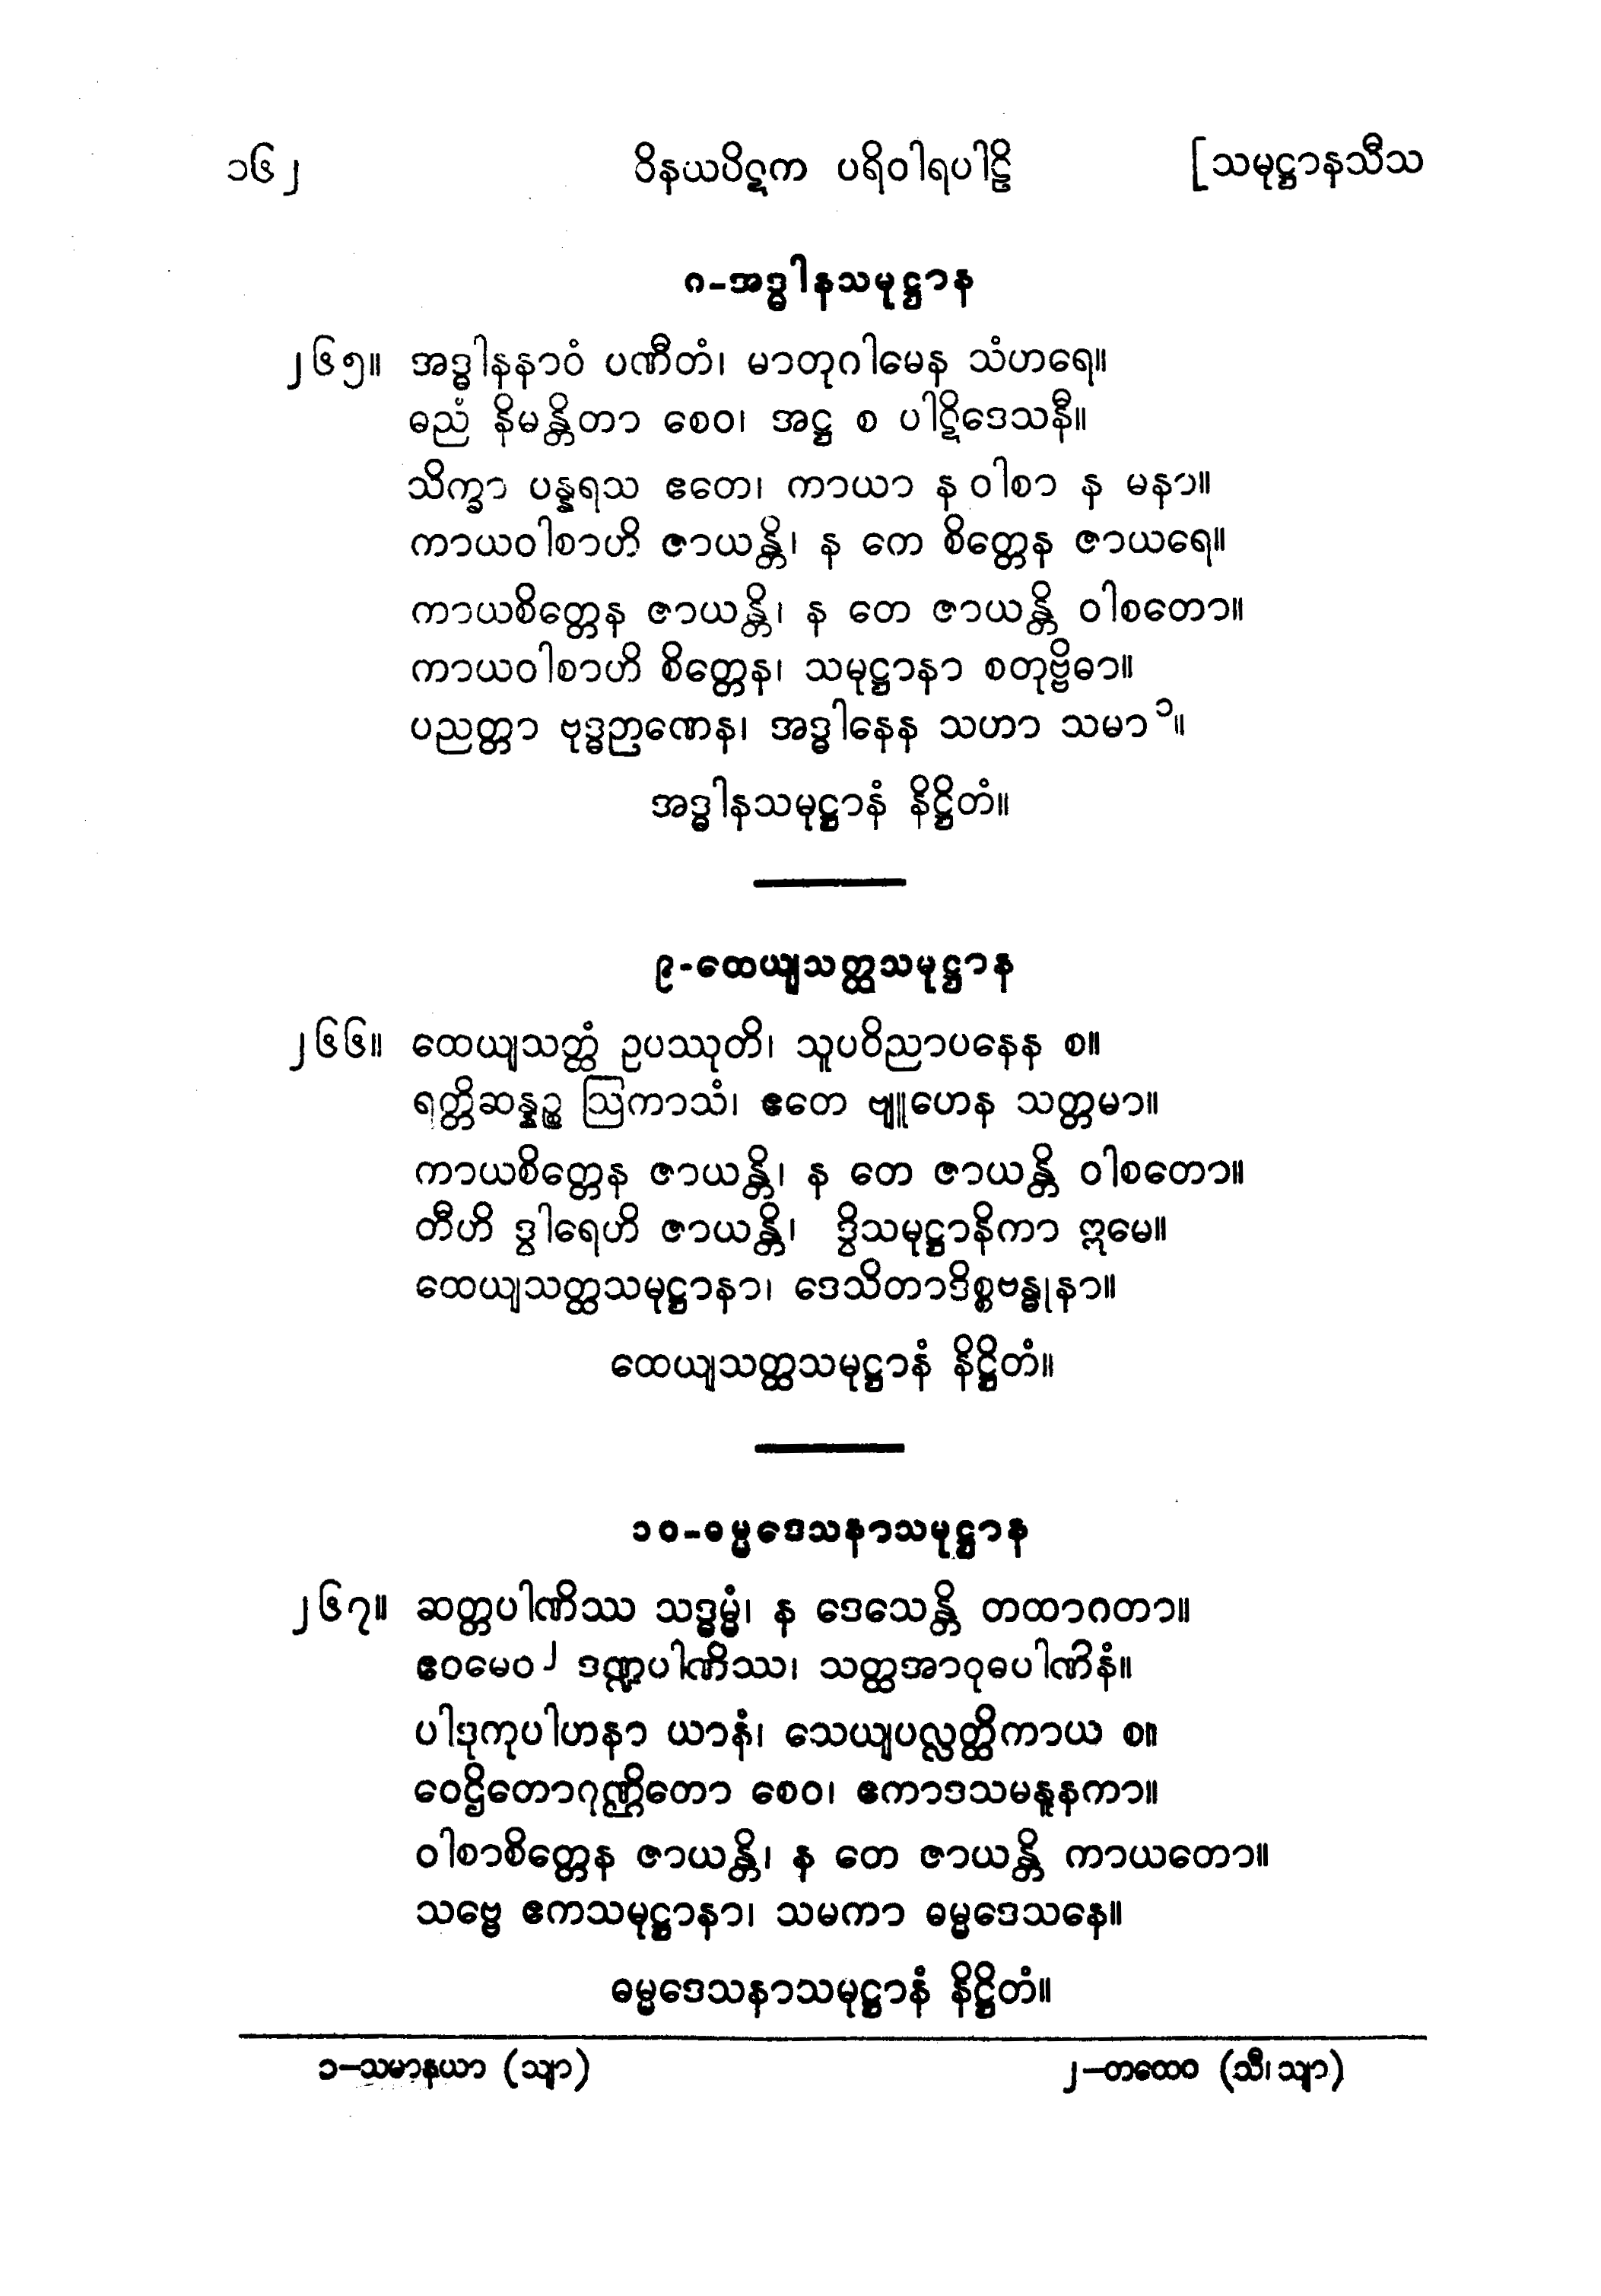 ၁၆၂ ဝိနယပိဋက ပရိဝါရပါဠိ [သမုဋ္ဌာနသီသ
၈-အဒ္ဓါနသမုဋ္ဌာန
၂၆၅။ အဒ္ဓါနနာဝံ ပဏီတံ၊ မာတုဂါမေန သံဟရေ။
ဓညံ နိမန္တိတာ စေဝ၊ အဋ္ဌ စ ပါဋိဒေသနီ။
သိက္ခာ ပန္နရသ ဧတေ၊ ကာယာ န ဝါစာ န မနာ။
ကာယဝါစာဟိ ဇာယန္တိ၊ န ကေ စိတ္တေန ဇာယရေ။
ကာယစိတ္တေန ဇာယန္တိ၊ န တေ ဇာယန္တိ ဝါစတော။
ကာယဝါစာဟိ စိတ္တေန၊ သမုဋ္ဌာနာ စတုဗ္ဗိဓာ။
ပညတ္တာ ဗုဒ္ဓဉာဏေန၊ အဒ္ဓါနေန သဟာ သမာ ၁။
အဒ္ဓါနသမုဋ္ဌာနံ နိဋ္ဌိတံ။
၉-ထေယျသတ္ထသမုဋ္ဌာန
၂၆၆။ ထေယျသတ္ထံ ဥပဿုတိ၊ သူပဝိညာပနေန စ။
ရတ္တိဆန္နဉ္စ ဩကာသံ၊ ဧတေ ဗျူဟေန သတ္တမာ။
ကာယစိတ္တေန ဇာယန္တိ၊ န တေ ဇာယန္တိ ဝါစတော။
တီဟိ ဒွါရေဟိ ဇာယန္တိ၊ ဒွိသမုဋ္ဌာနိကာ ဣမေ။
ထေယျသတ္ထသမုဋ္ဌာနာ၊ ဒေသိတာဒိစ္စဗန္ဓုနာ။
ထေယျသတ္ထသမုဋ္ဌာနံ နိဋ္ဌိတံ။
၁၀-ဓမ္မဒေသနာသမုဋ္ဌာန
၂၆၇။ ဆတ္တပါဏိဿ သဒ္ဓမ္မံ၊ န ဒေသေန္တိ တထာဂတာ။
ဧဝမေဝ ၂ ဒဏ္ဍပါဏိဿ၊ သတ္ထအာဝုဓပါဏိနံ။
ပါဒုကုပါဟနာ ယာနံ၊ သေယျပလ္လတ္ထိကာယ စ။
ဝေဌိတောဂုဏ္ဌိတော စေဝ၊ ဧကာဒသမနူနကာ။
ဝါစာစိတ္တေန ဇာယန္တိ၊ န တေ ဇာယန္တိ ကာယတော။
သဗ္ဗေ ဧကသမုဋ္ဌာနာ၊ သမကာ ဓမ္မဒေသနေ။
ဓမ္မဒေသနာသမုဋ္ဌာနံ နိဋ္ဌိတံ။
၁-သမာနယာ (သျာ) ၂-တထေဝ (သီ၊ သျာ)